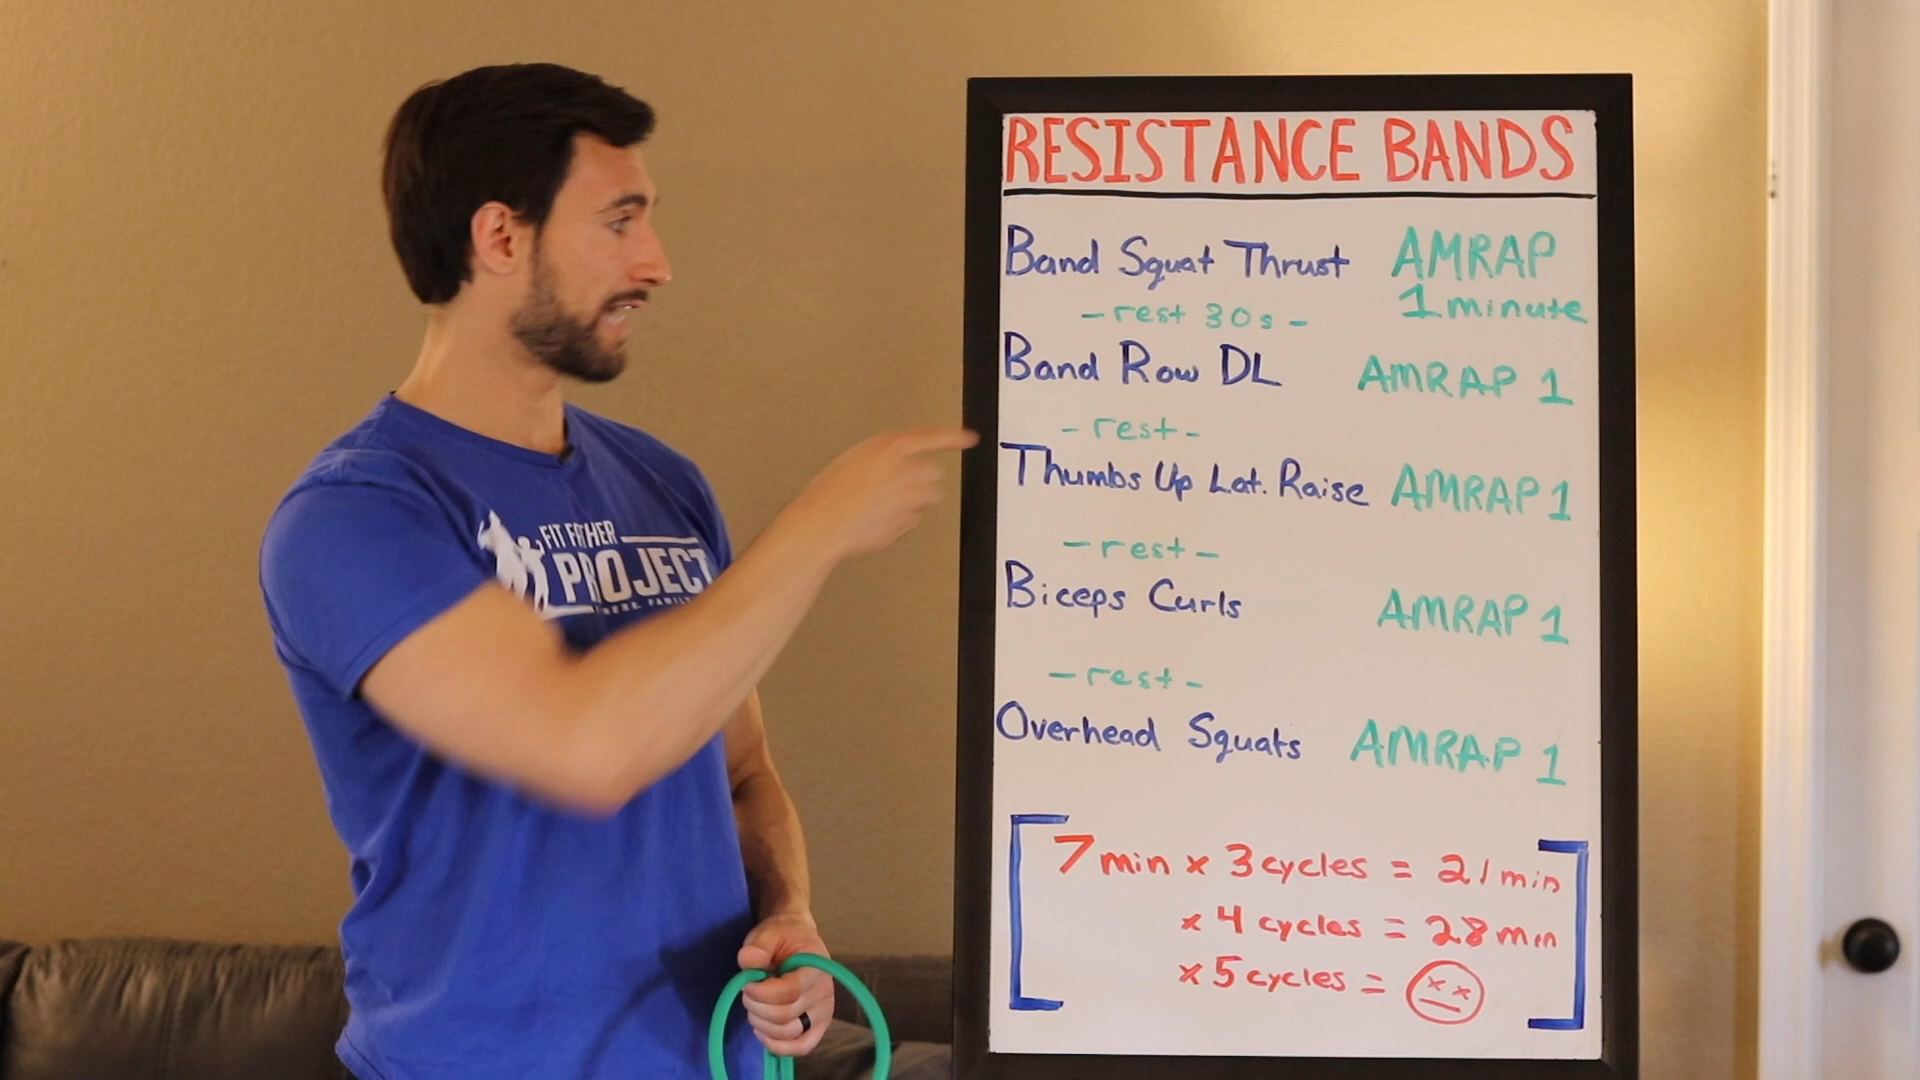 RESISTANCE BANDS
Band Squat Thrust AMRAP
1 minute
- rest 30s -
Band Row DL AMRAP 1
- rest -
Thumbs Up Lat. Raise AMRAP 1
- rest -
Biceps Curls AMRAP 1
- rest -
Overhead Squats AMRAP 1
7 min x 3 cycles = 21 min
x 4 cycles = 28 min
x 5 cycles =
FIT FATHER
PROJECT